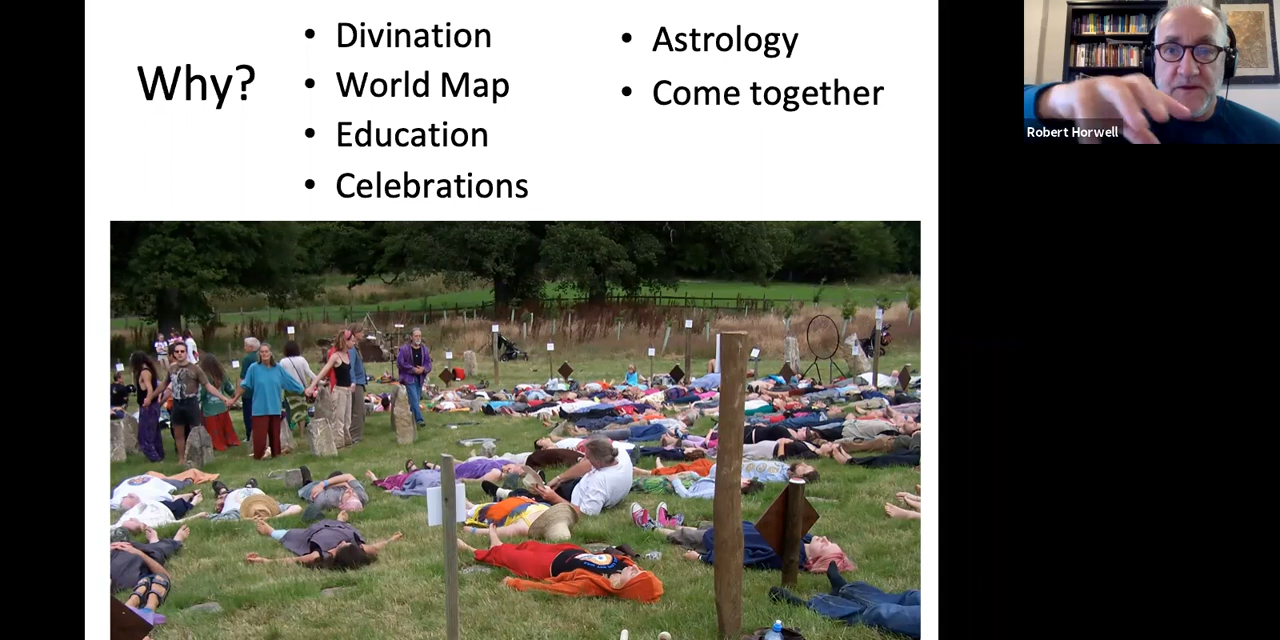 Why?
• Divination
• World Map
• Education
• Celebrations
• Astrology
• Come together
Robert Horwell